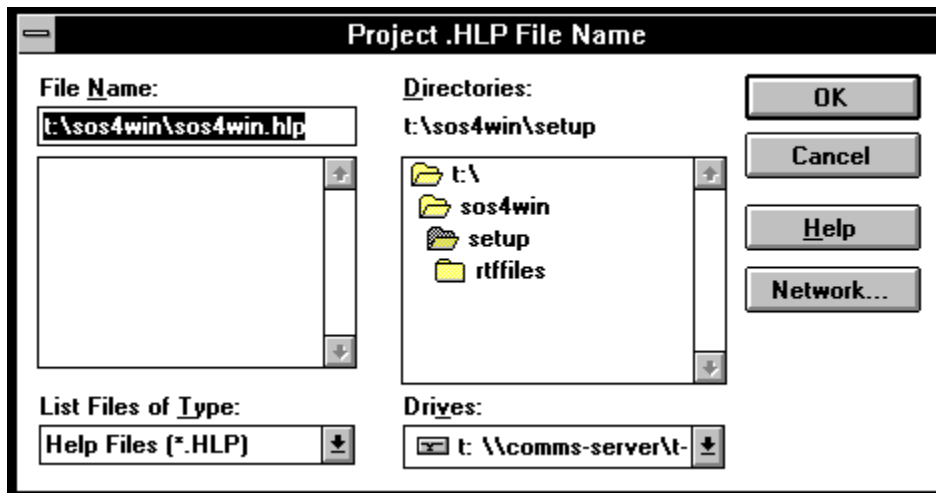 Project .HLP File Name
File Name:
t:\sos4win\sos4win.hlp
Directories:
t:\sos4win\setup
t:\
sos4win
setup
rtffiles
OK
Cancel
Help
Network...
List Files of Type:
Help Files (*.HLP)
Drives:
t: \\comms-server\t-